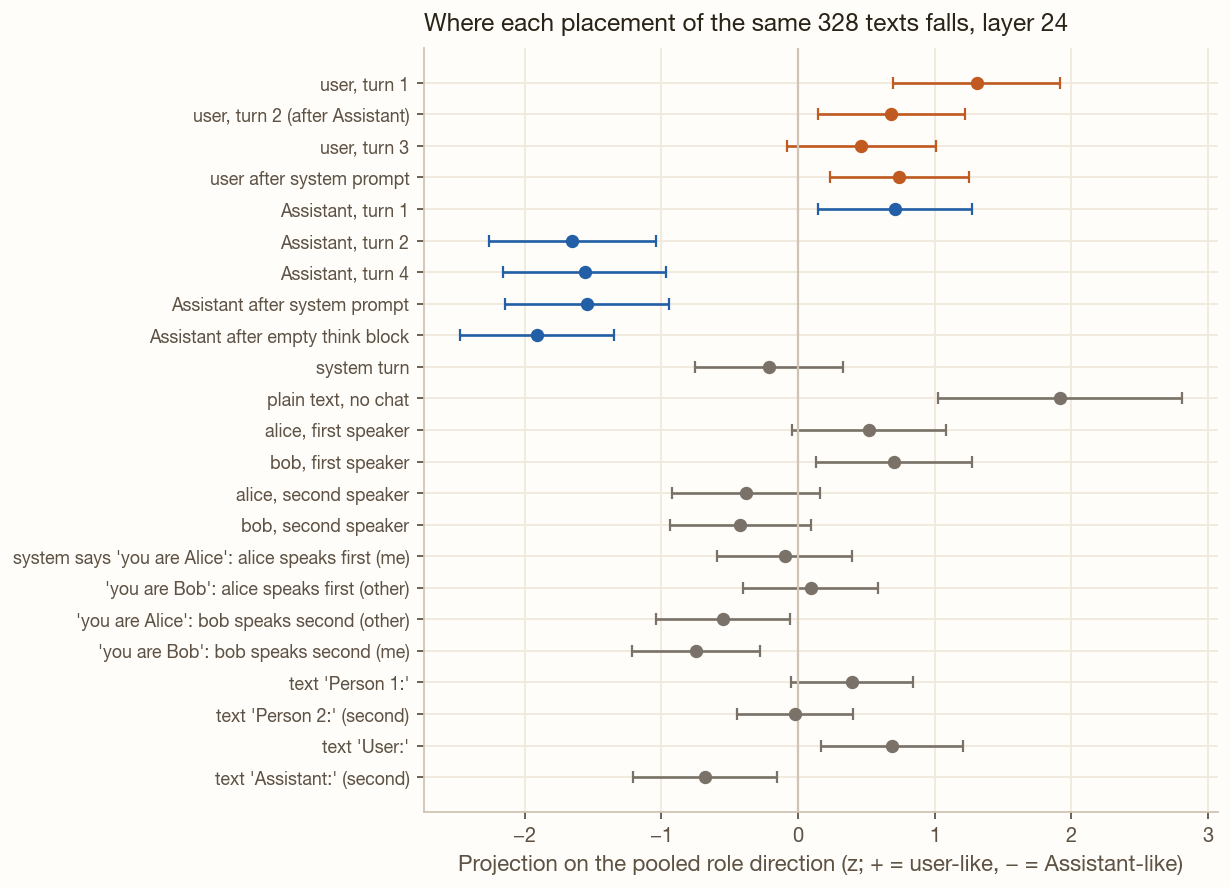 Where each placement of the same 328 texts falls, layer 24
user, turn 1
user, turn 2 (after Assistant)
user, turn 3
user after system prompt
Assistant, turn 1
Assistant, turn 2
Assistant, turn 4
Assistant after system prompt
Assistant after empty think block
system turn
plain text, no chat
alice, first speaker
bob, first speaker
alice, second speaker
bob, second speaker
system says 'you are Alice': alice speaks first (me)
'you are Bob': alice speaks first (other)
'you are Alice': bob speaks second (other)
'you are Bob': bob speaks second (me)
text 'Person 1:'
text 'Person 2:' (second)
text 'User:'
text 'Assistant:' (second)
−2 −1 0 1 2 3
Projection on the pooled role direction (z; + = user-like, − = Assistant-like)